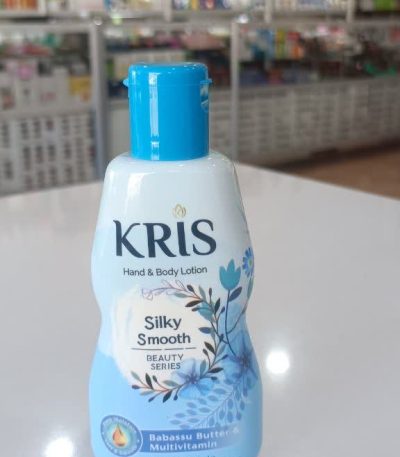 KRIS
Hand & Body Lotion
Silky
Smooth
BEAUTY
SERIES
Babassu Butter &
Multivitamin